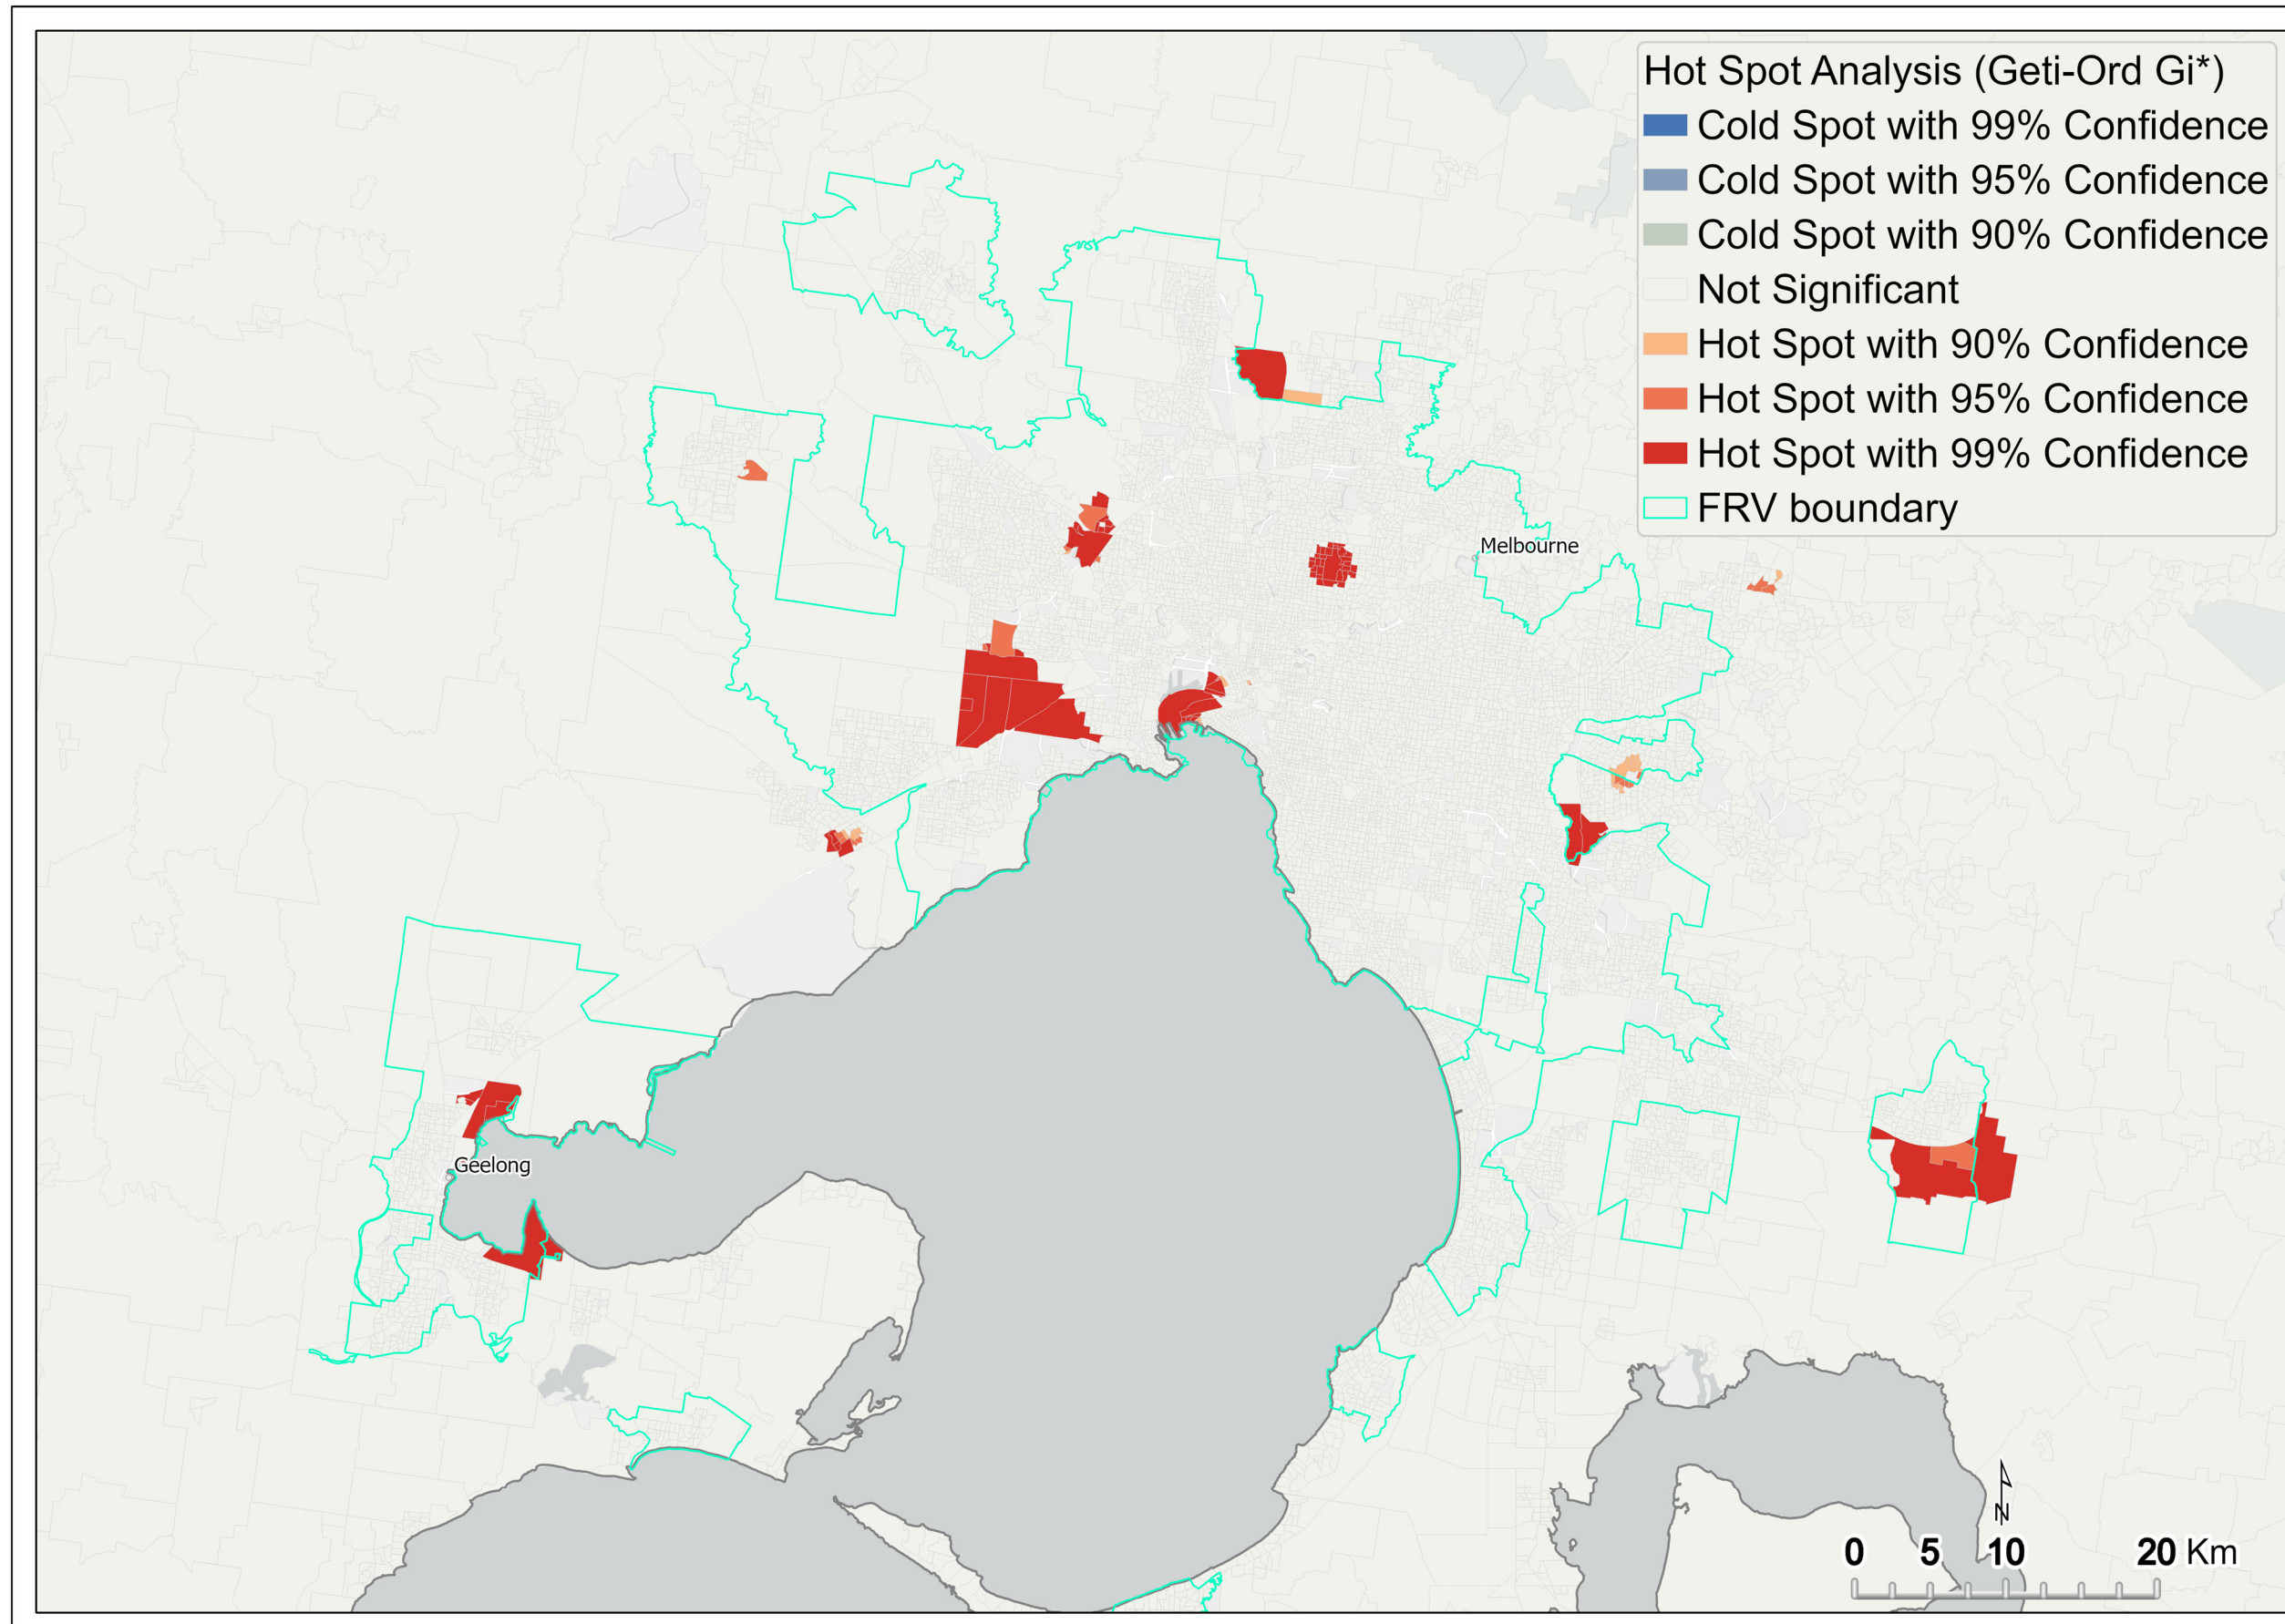 Hot Spot Analysis (Geti-Ord Gi*)
Cold Spot with 99% Confidence
Cold Spot with 95% Confidence
Cold Spot with 90% Confidence
Not Significant
Hot Spot with 90% Confidence
Hot Spot with 95% Confidence
Hot Spot with 99% Confidence
FRV boundary
Melbourne
Geelong
N
0 5 10 20 Km